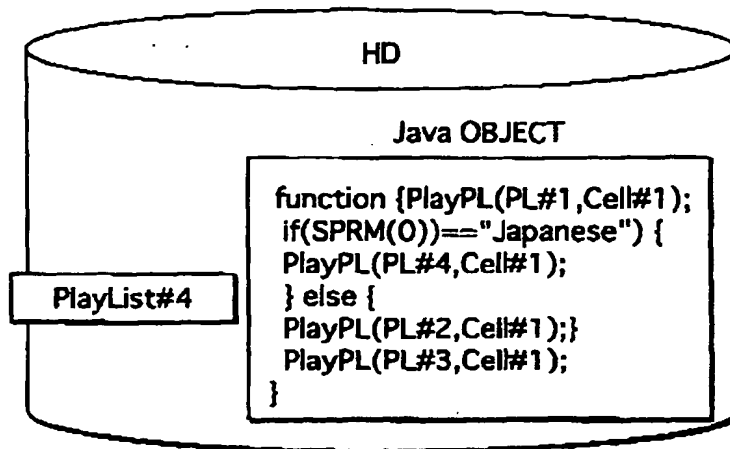 HD
Java OBJECT
function {PlayPL(PL#1,Cell#1);
if(SPRM(0))=="Japanese") {
PlayPL(PL#4,Cell#1);
} else {
PlayPL(PL#2,Cell#1);}
PlayPL(PL#3,Cell#1);
}
PlayList#4